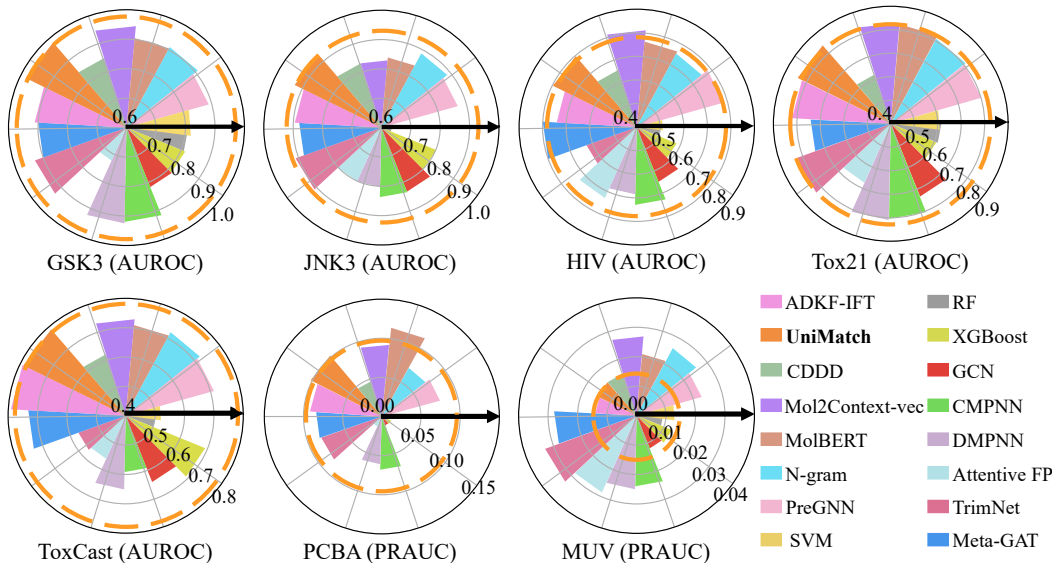 0.6
0.7
0.8
0.9
1.0
GSK3 (AUROC)
0.6
0.7
0.8
0.9
1.0
JNK3 (AUROC)
0.4
0.5
0.6
0.7
0.8
0.9
HIV (AUROC)
0.4
0.5
0.6
0.7
0.8
0.9
Tox21 (AUROC)
0.4
0.5
0.6
0.7
0.8
ToxCast (AUROC)
0.00
0.05
0.10
0.15
PCBA (PRAUC)
0.00
0.01
0.02
0.03
0.04
MUV (PRAUC)
ADKF-IFT
UniMatch
CDDD
Mol2Context-vec
MolBERT
N-gram
PreGNN
SVM
RF
XGBoost
GCN
CMPNN
DMPNN
Attentive FP
TrimNet
Meta-GAT